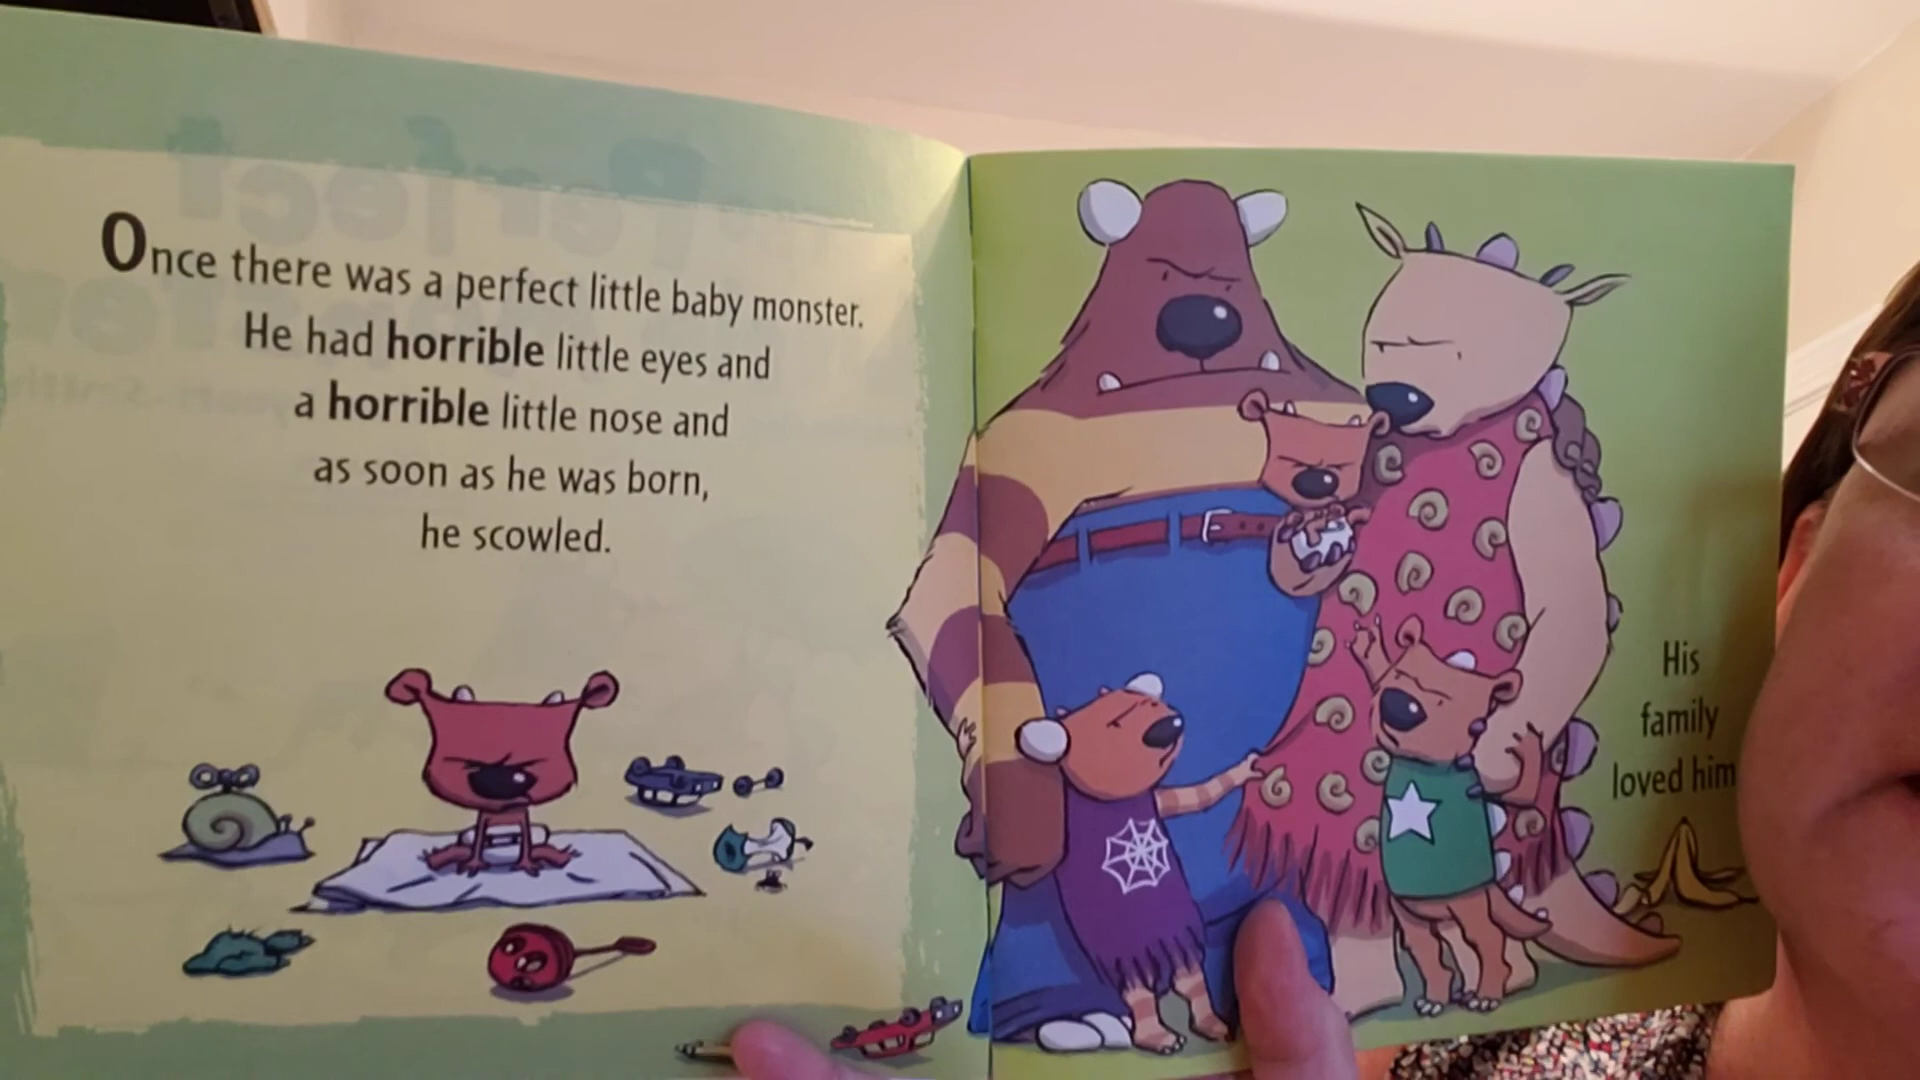 Once there was a perfect little baby monster.
He had horrible little eyes and
a horrible little nose and
as soon as he was born,
he scowled.
His
family
loved him